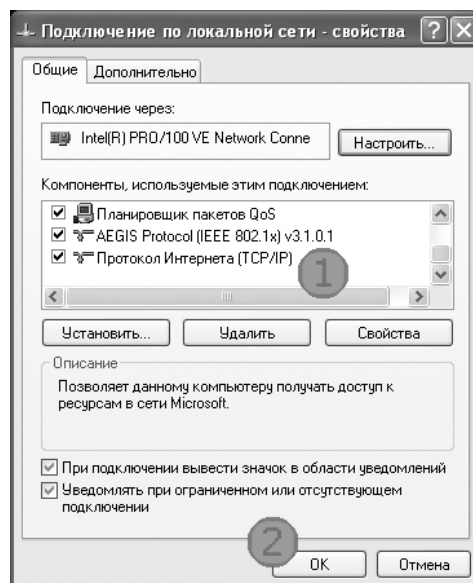 Подключение по локальной сети - свойства
Общие Дополнительно
Подключение через:
Intel(R) PRO/100 VE Network Conne
Настроить...
Компоненты, используемые этим подключением:
Планировщик пакетов QoS
AEGIS Protocol (IEEE 802.1x) v3.1.0.1
Протокол Интернета (TCP/IP)
1
Установить... Удалить Свойства
Описание
Позволяет данному компьютеру получать доступ к
ресурсам в сети Microsoft.
При подключении вывести значок в области уведомлений
Уведомлять при ограниченном или отсутствующем
подключении
2
OK Отмена